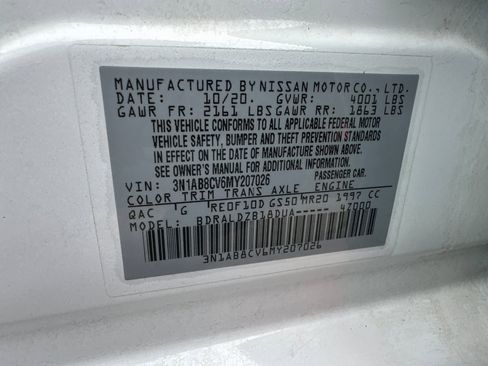 MANUFACTURED BY NISSAN MOTOR CO., LTD.
DATE: 10/20. GVWR: 4001 LBS
GAWR FR: 2161 LBS GAWR RR: 1863 LBS
THIS VEHICLE CONFORMS TO ALL APPLICABLE FEDERAL MOTOR
VEHICLE SAFETY, BUMPER AND THEFT PREVENTION STANDARDS
IN EFFECT ON THE DATE OF MANUFACTURE SHOWN ABOVE.
SEE OWNER'S MANUAL FOR ADDITIONAL INFORMATION.
VIN: 3N1AB8CV6MY207026 PASSENGER CAR.
COLOR TRIM TRANS AXLE ENGINE
QAC G RE0F10D GS50 MR20 1997 CC
MODEL: BDRALDZB18DUA 47000
3N1AB8CV6MY207026